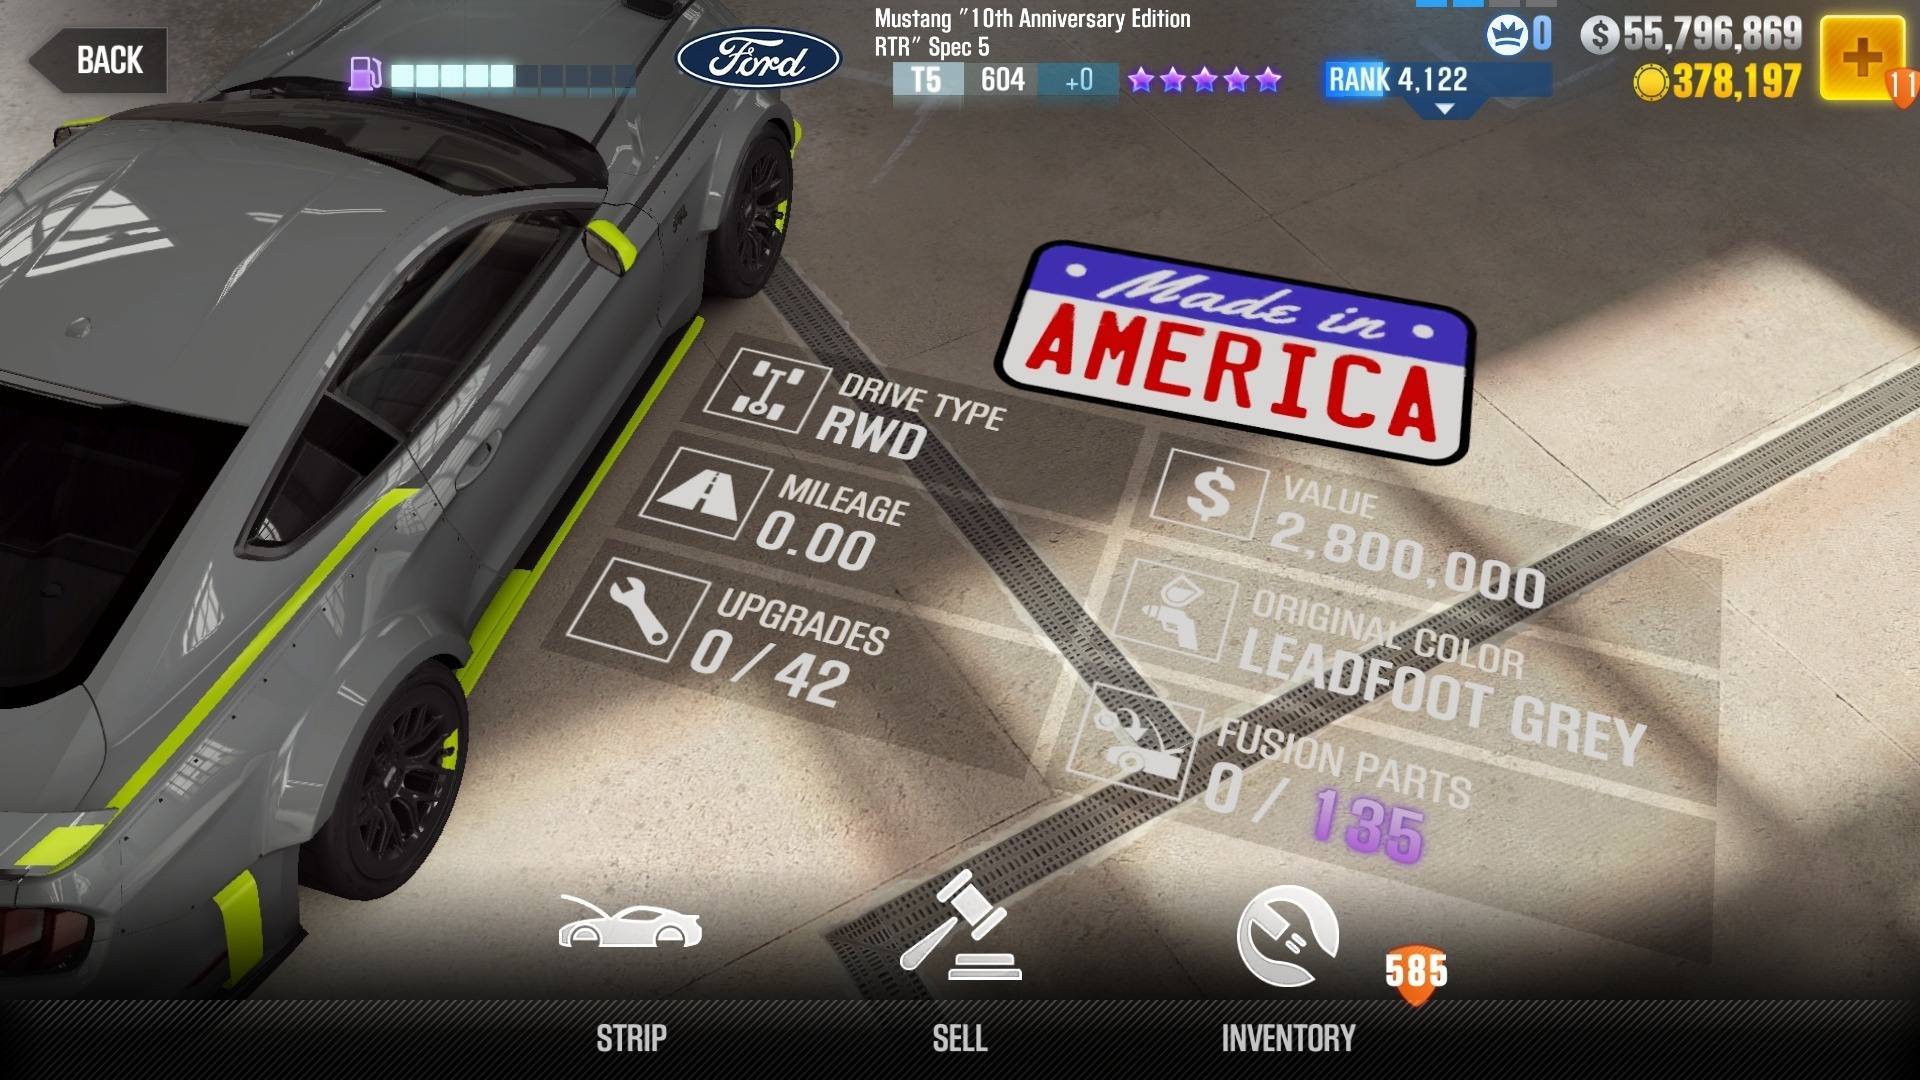 BACK
Ford
Mustang "10th Anniversary Edition
RTR" Spec 5
T5 604 +0
RANK 4,122
0
$ 55,796,869
378,197
11
Made in
AMERICA
DRIVE TYPE
RWD
MILEAGE
0.00
UPGRADES
0/42
$ VALUE
2,800,000
ORIGINAL COLOR
LEADFOOT GREY
FUSION PARTS
0/ 135
585
STRIP
SELL
INVENTORY